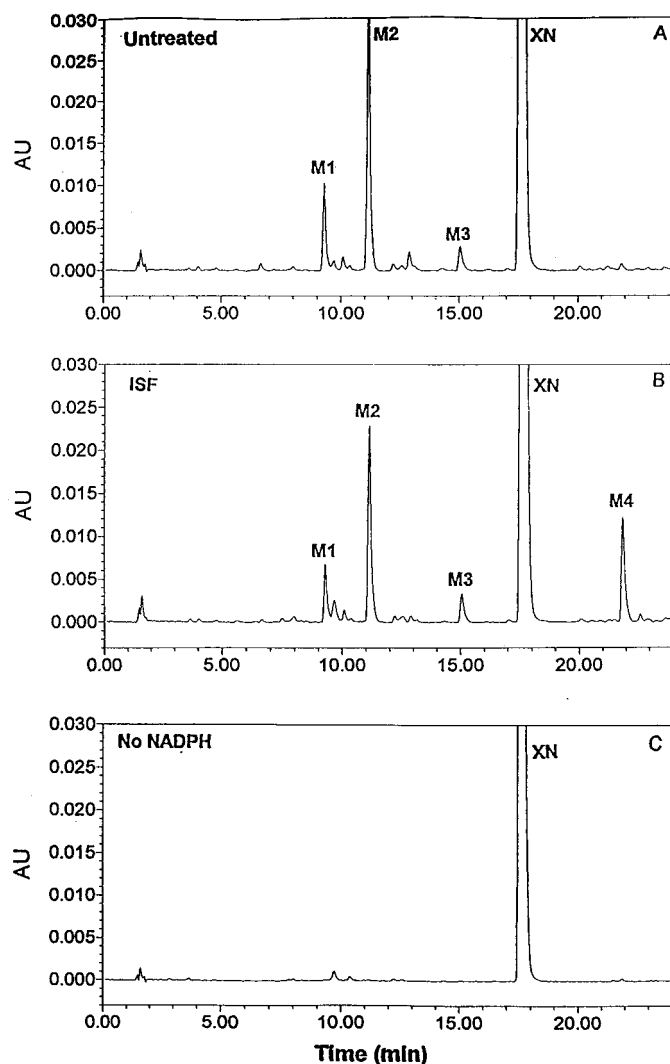 0.030
Untreated
M2
XN
A
0.025
0.020
AU
0.015
M1
0.010
0.005
M3
0.000
0.00
5.00
10.00
15.00
20.00
0.030
ISF
XN
B
0.025
M2
0.020
AU
0.015
M4
0.010
M1
0.005
M3
0.000
0.00
5.00
10.00
15.00
20.00
0.030
No NADPH
XN
C
0.025
0.020
AU
0.015
0.010
0.005
0.000
0.00
5.00
10.00
15.00
20.00
Time (min)